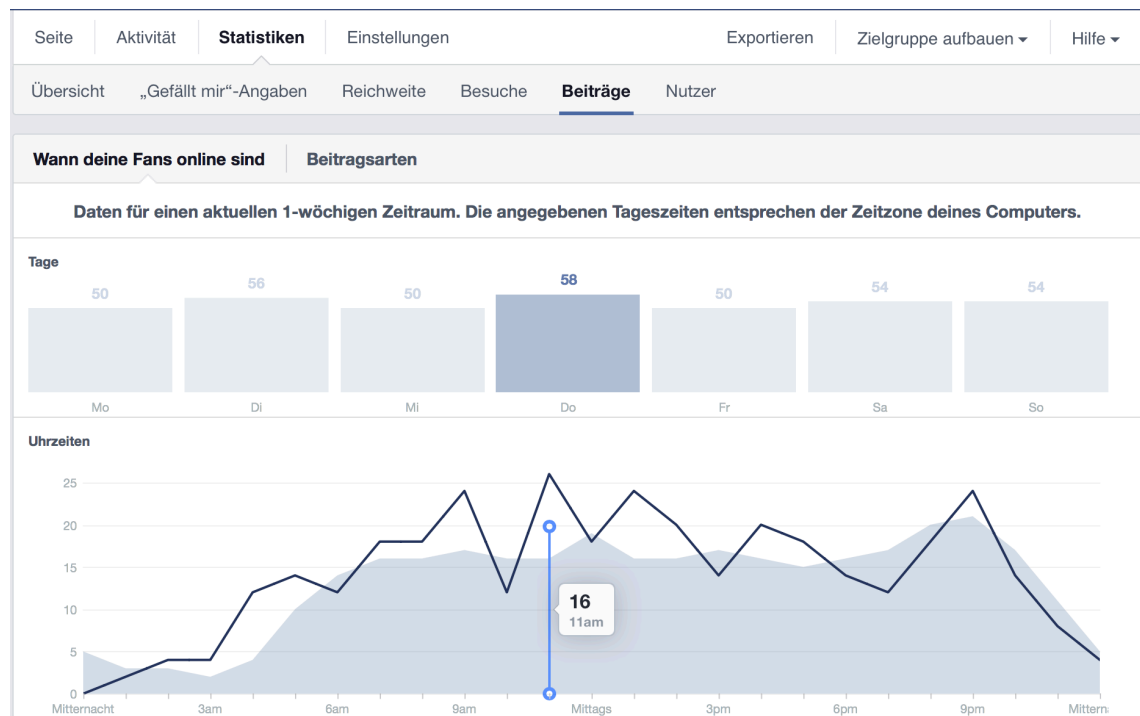 Seite Aktivität Statistiken Einstellungen Exportieren Zielgruppe aufbauen Hilfe
Übersicht „Gefällt mir“-Angaben Reichweite Besuche Beiträge Nutzer
Wann deine Fans online sind Beitragsarten
Daten für einen aktuellen 1-wöchigen Zeitraum. Die angegebenen Tageszeiten entsprechen der Zeitzone deines Computers.
Tage
50 56 50 58 50 54 54
Mo Di Mi Do Fr Sa So
Uhrzeiten
25
20
15
10
5
0
16
11am
Mitternacht 3am 6am 9am Mittags 3pm 6pm 9pm Mittern